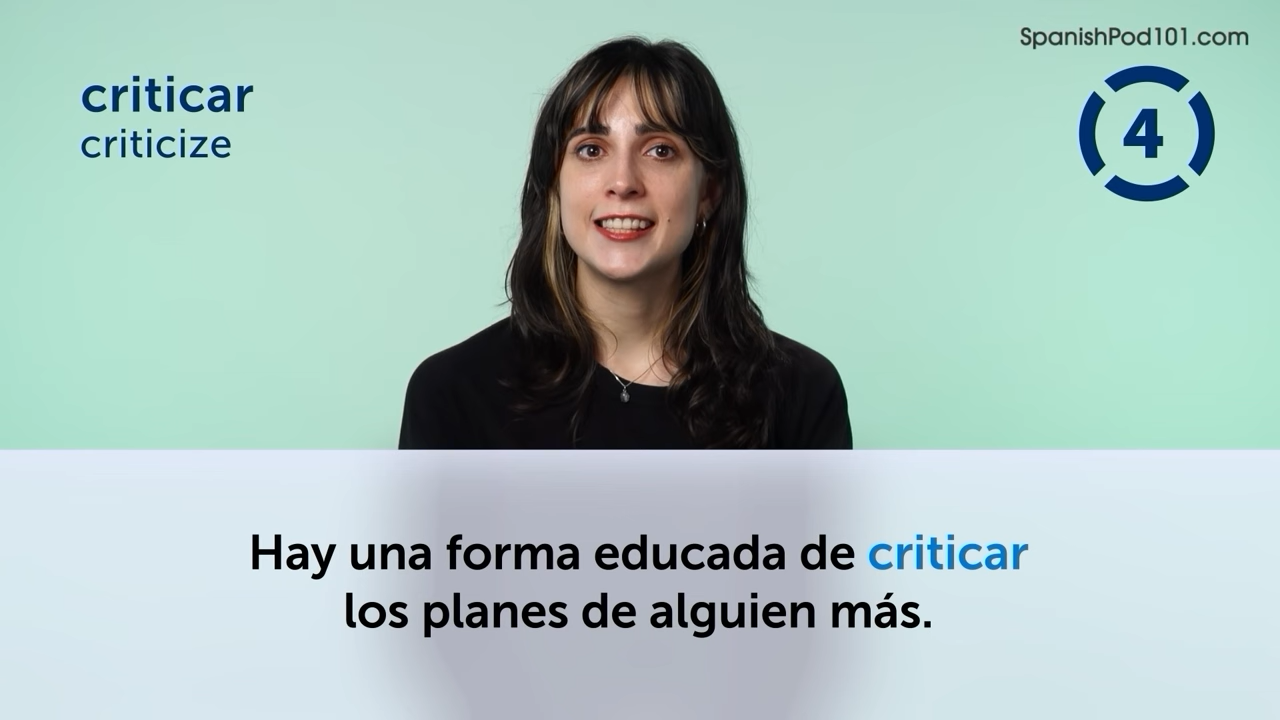 SpanishPod101.com
criticar
criticize
4
Hay una forma educada de criticar
los planes de alguien más.